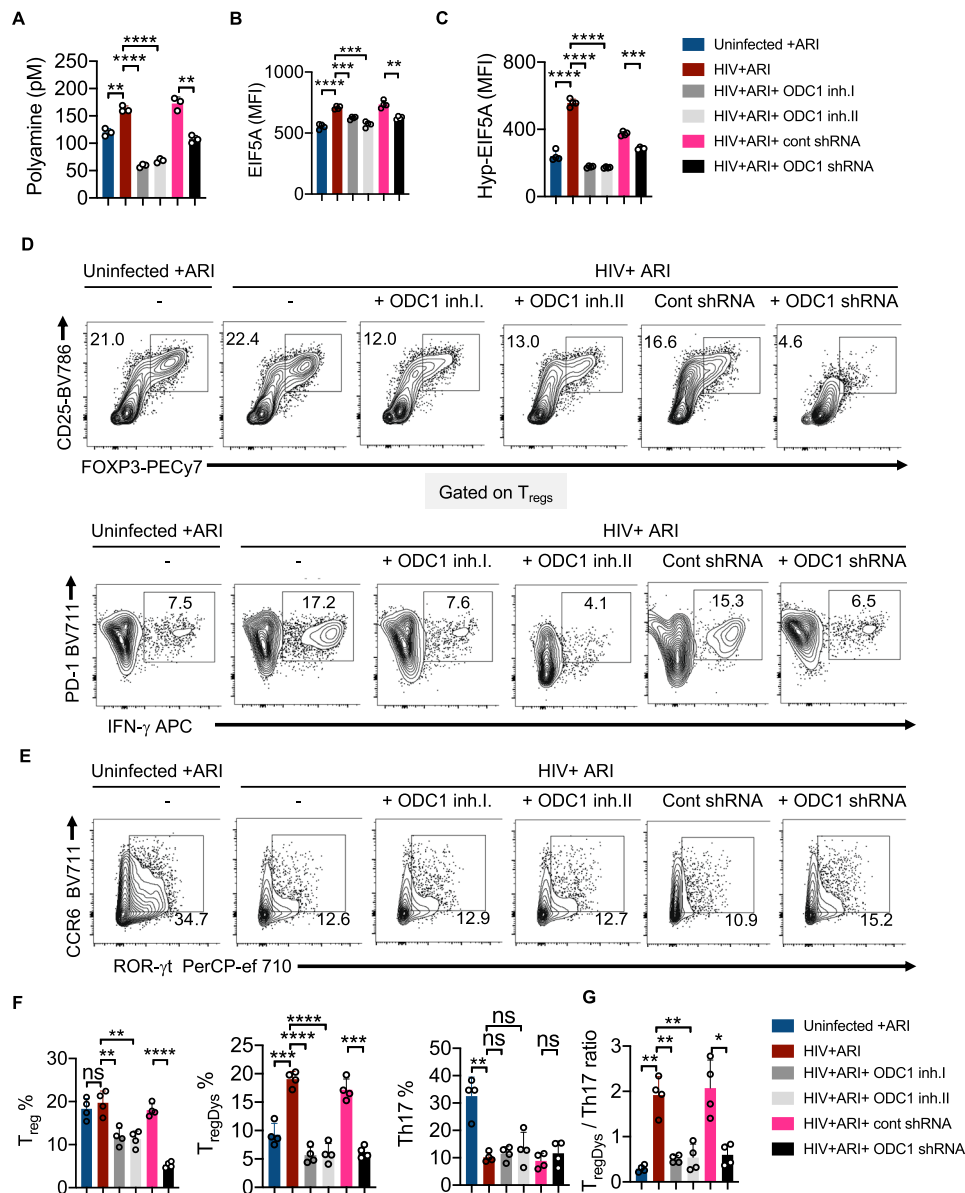 A
B
C
Polyamine (pM)
250
200
150
100
50
0
** **** **** **
EIF5A (MFI)
1000
500
0
**** *** *** **
Hyp-EIF5A (MFI)
800
400
0
**** **** **** ***
Uninfected +ARI
HIV+ARI
HIV+ARI+ ODC1 inh.I
HIV+ARI+ ODC1 inh.II
HIV+ARI+ cont shRNA
HIV+ARI+ ODC1 shRNA
D
Uninfected +ARI HIV+ ARI
- - + ODC1 inh.I. + ODC1 inh.II Cont shRNA + ODC1 shRNA
21.0 22.4 12.0 13.0 16.6 4.6
CD25-BV786
FOXP3-PECy7
Gated on Tregs
Uninfected +ARI HIV+ ARI
- - + ODC1 inh.I. + ODC1 inh.II Cont shRNA + ODC1 shRNA
7.5 17.2 7.6 4.1 15.3 6.5
PD-1 BV711
IFN-γ APC
E
Uninfected +ARI HIV+ ARI
- - + ODC1 inh.I. + ODC1 inh.II Cont shRNA + ODC1 shRNA
34.7 12.6 12.9 12.7 10.9 15.2
CCR6 BV711
ROR-γt PerCP-ef 710
F
Treg %
30
20
10
0
ns ** ** ****
TregDys %
25
20
15
10
5
0
*** **** **** ***
Th17 %
50
40
30
20
10
0
** ns ns ns
G
TregDys / Th17 ratio
3
2
1
0
** ** ** *
Uninfected +ARI
HIV+ARI
HIV+ARI+ ODC1 inh.I
HIV+ARI+ ODC1 inh.II
HIV+ARI+ cont shRNA
HIV+ARI+ ODC1 shRNA